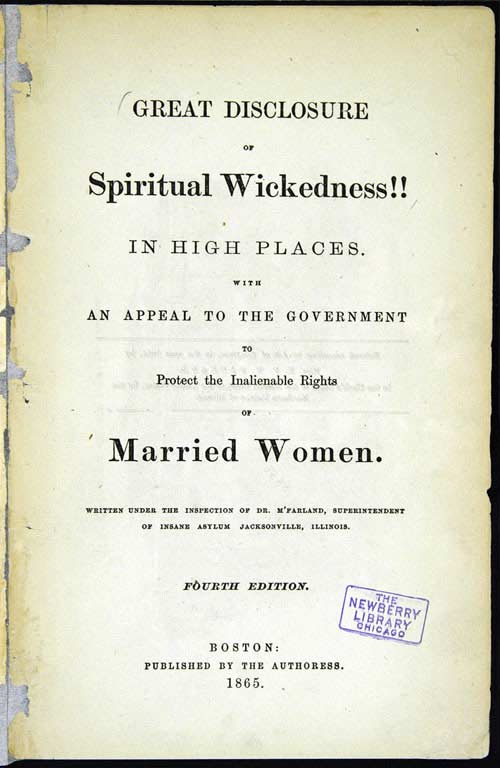 GREAT DISCLOSURE
OF
Spiritual Wickedness!!
IN HIGH PLACES.
WITH
AN APPEAL TO THE GOVERNMENT
TO
Protect the Inalienable Rights
OF
Married Women.
WRITTEN UNDER THE INSPECTION OF DR. M'FARLAND, SUPERINTENDENT
OF INSANE ASYLUM JACKSONVILLE, ILLINOIS.
FOURTH EDITION.
THE
NEWBERRY
LIBRARY
CHICAGO
BOSTON:
PUBLISHED BY THE AUTHORESS.
1865.